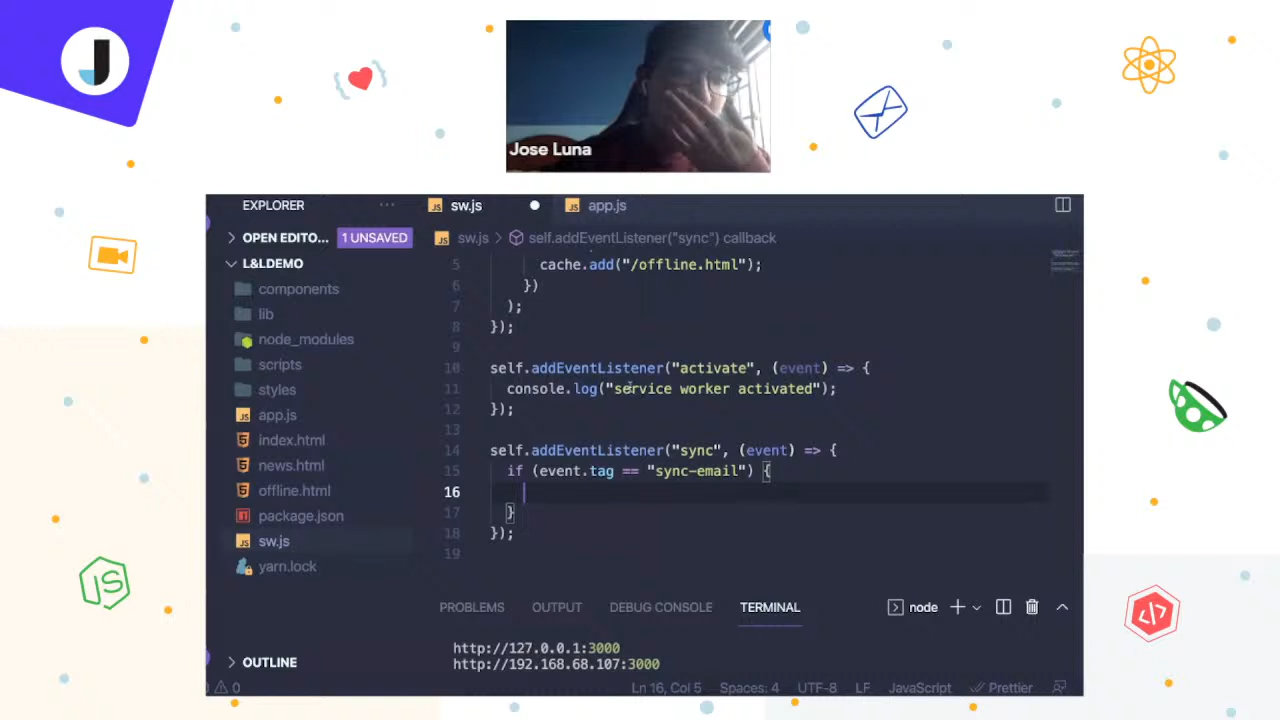 J
Jose Luna
EXPLORER
sw.js
app.js
OPEN EDITO... 1 UNSAVED
sw.js > self.addEventListener("sync") callback
L&LDEMO
components
lib
node_modules
scripts
styles
app.js
index.html
news.html
offline.html
package.json
sw.js
yarn.lock
5 cache.add("/offline.html");
6 })
7 );
8 });
9
10 self.addEventListener("activate", (event) => {
11 console.log("service worker activated");
12 });
13
14 self.addEventListener("sync", (event) => {
15 if (event.tag == "sync-email") {
16
17 }
18 });
19
PROBLEMS OUTPUT DEBUG CONSOLE TERMINAL node
http://127.0.0.1:3000
http://192.168.68.107:3000
OUTLINE
0 Ln 16, Col 5 Spaces: 4 UTF-8 LF JavaScript Prettier
JS